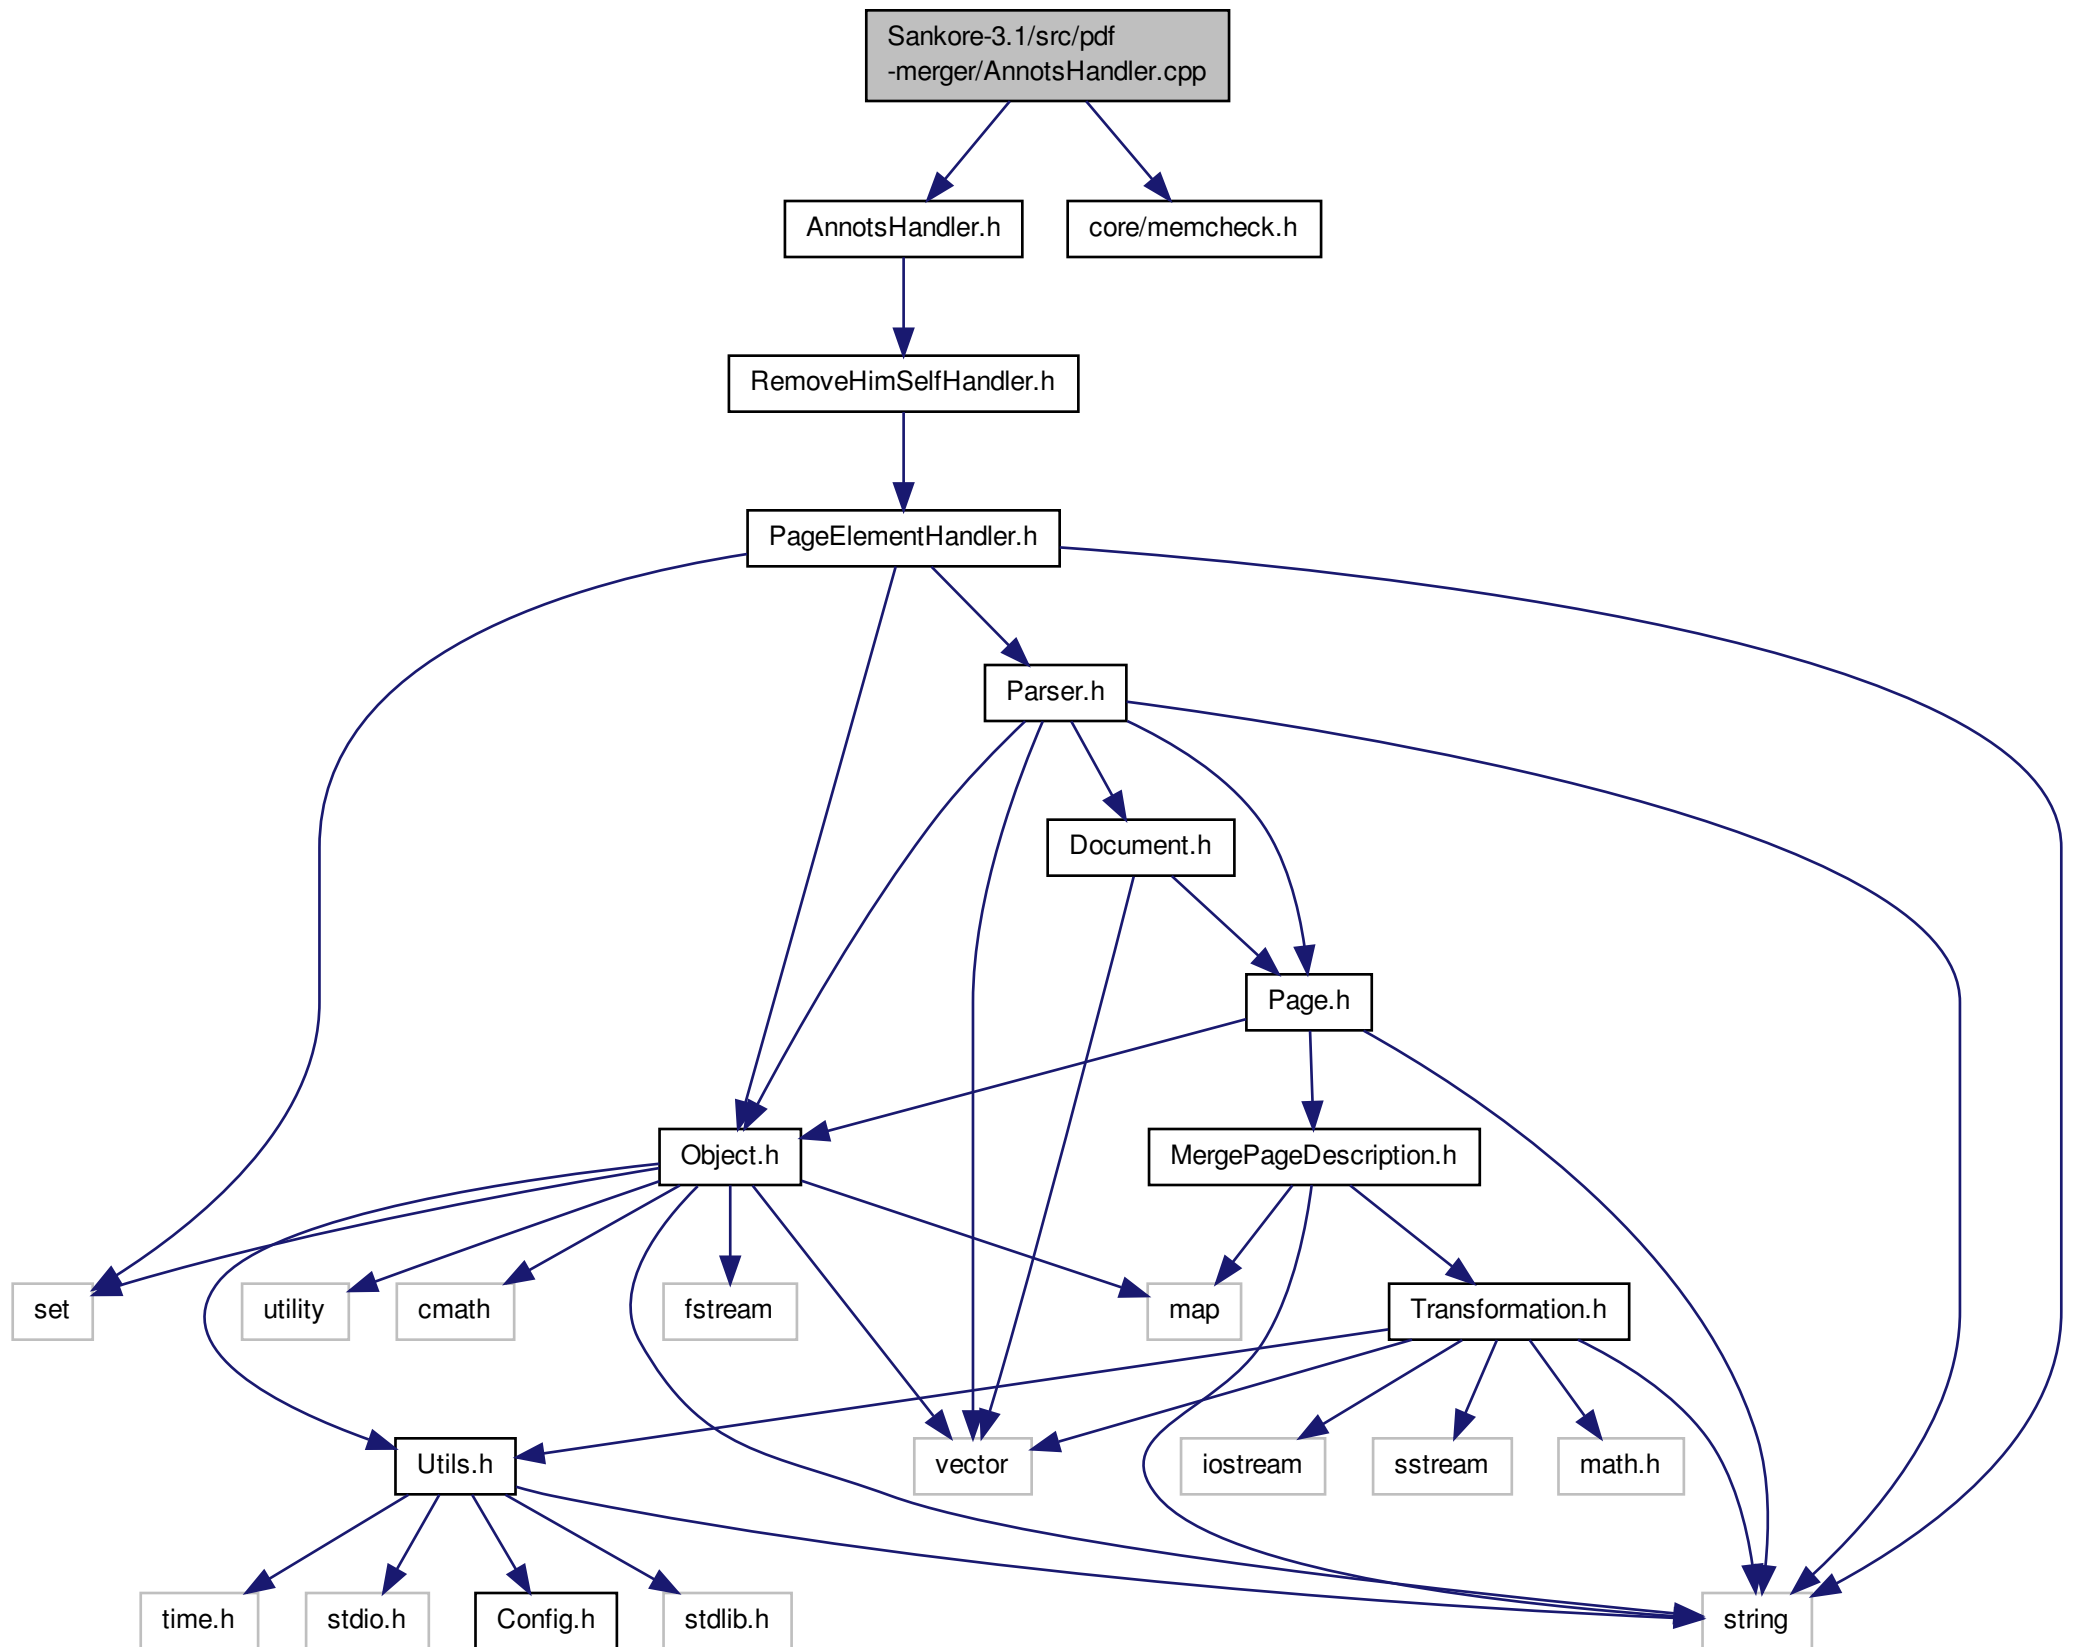 Sankore-3.1/src/pdf
-merger/AnnotsHandler.cpp
AnnotsHandler.h
core/memcheck.h
RemoveHimSelfHandler.h
PageElementHandler.h
Parser.h
Document.h
Page.h
Object.h
MergePageDescription.h
set
utility
cmath
fstream
map
Transformation.h
Utils.h
vector
iostream
sstream
math.h
time.h
stdio.h
Config.h
stdlib.h
string